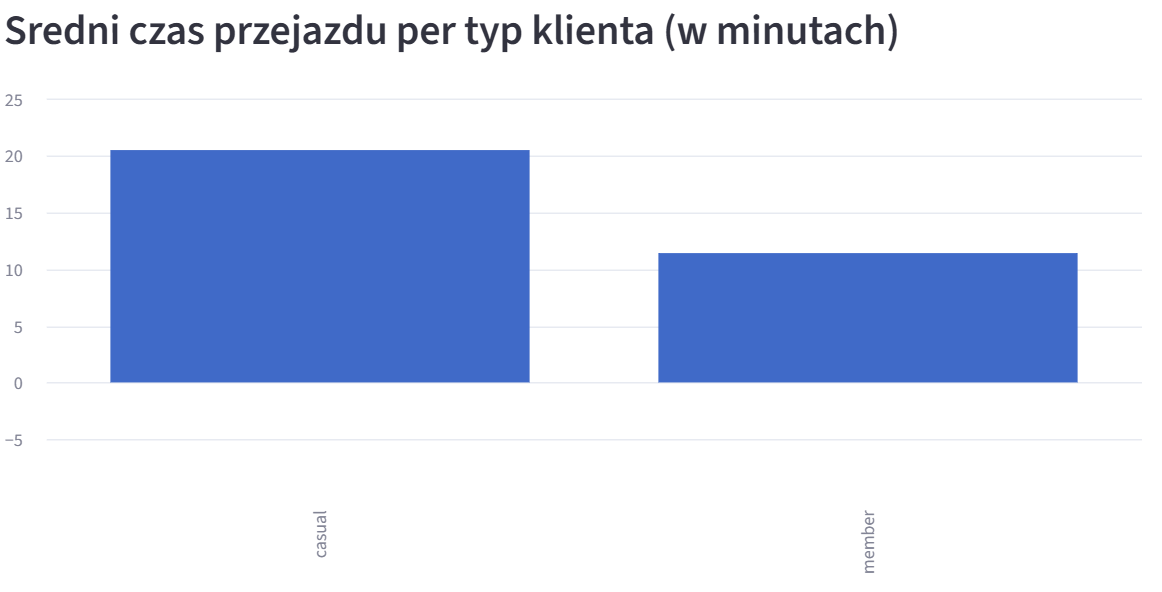 Sredni czas przejazdu per typ klienta (w minutach)
25
20
15
10
5
0
−5
casual
member